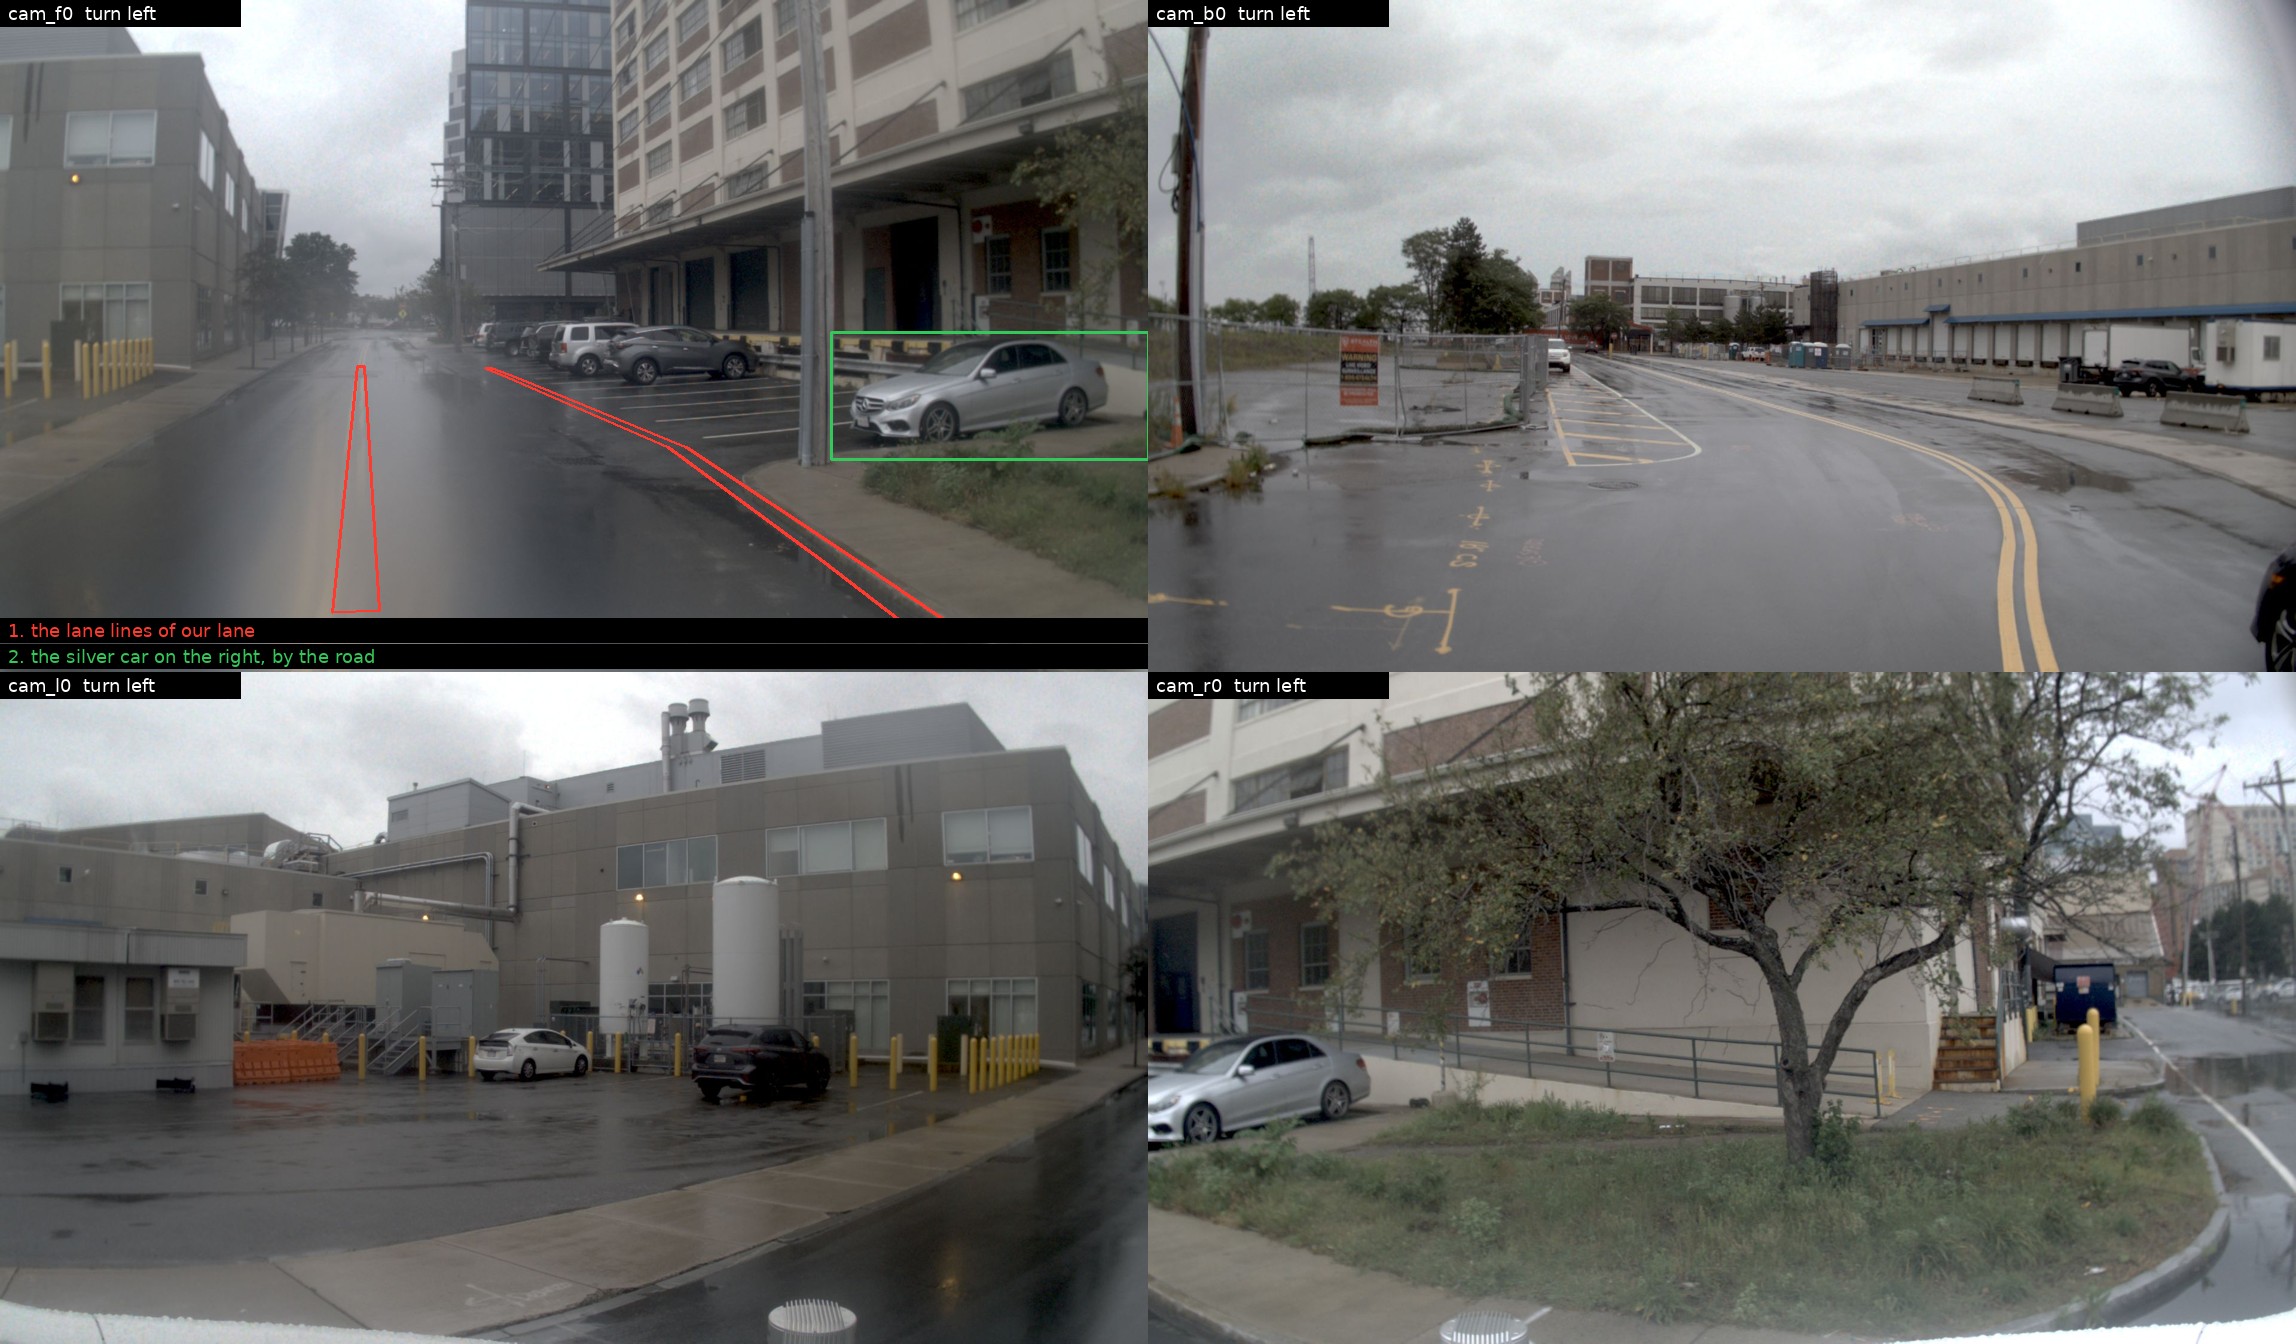 cam_f0 turn left
cam_b0 turn left
WARNING
1. the lane lines of our lane
2. the silver car on the right, by the road
cam_l0 turn left
cam_r0 turn left